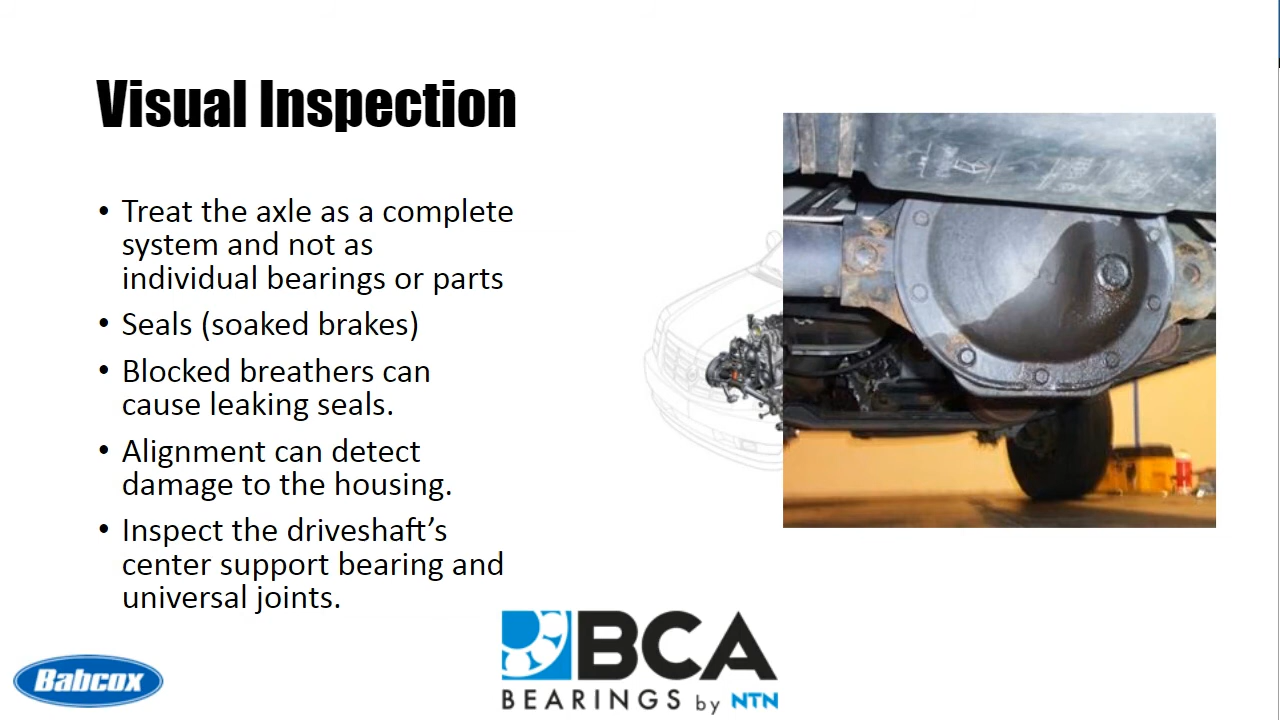 Visual Inspection
• Treat the axle as a complete
system and not as
individual bearings or parts
• Seals (soaked brakes)
• Blocked breathers can
cause leaking seals.
• Alignment can detect
damage to the housing.
• Inspect the driveshaft’s
center support bearing and
universal joints.
BCA
BEARINGS by NTN
Babcox